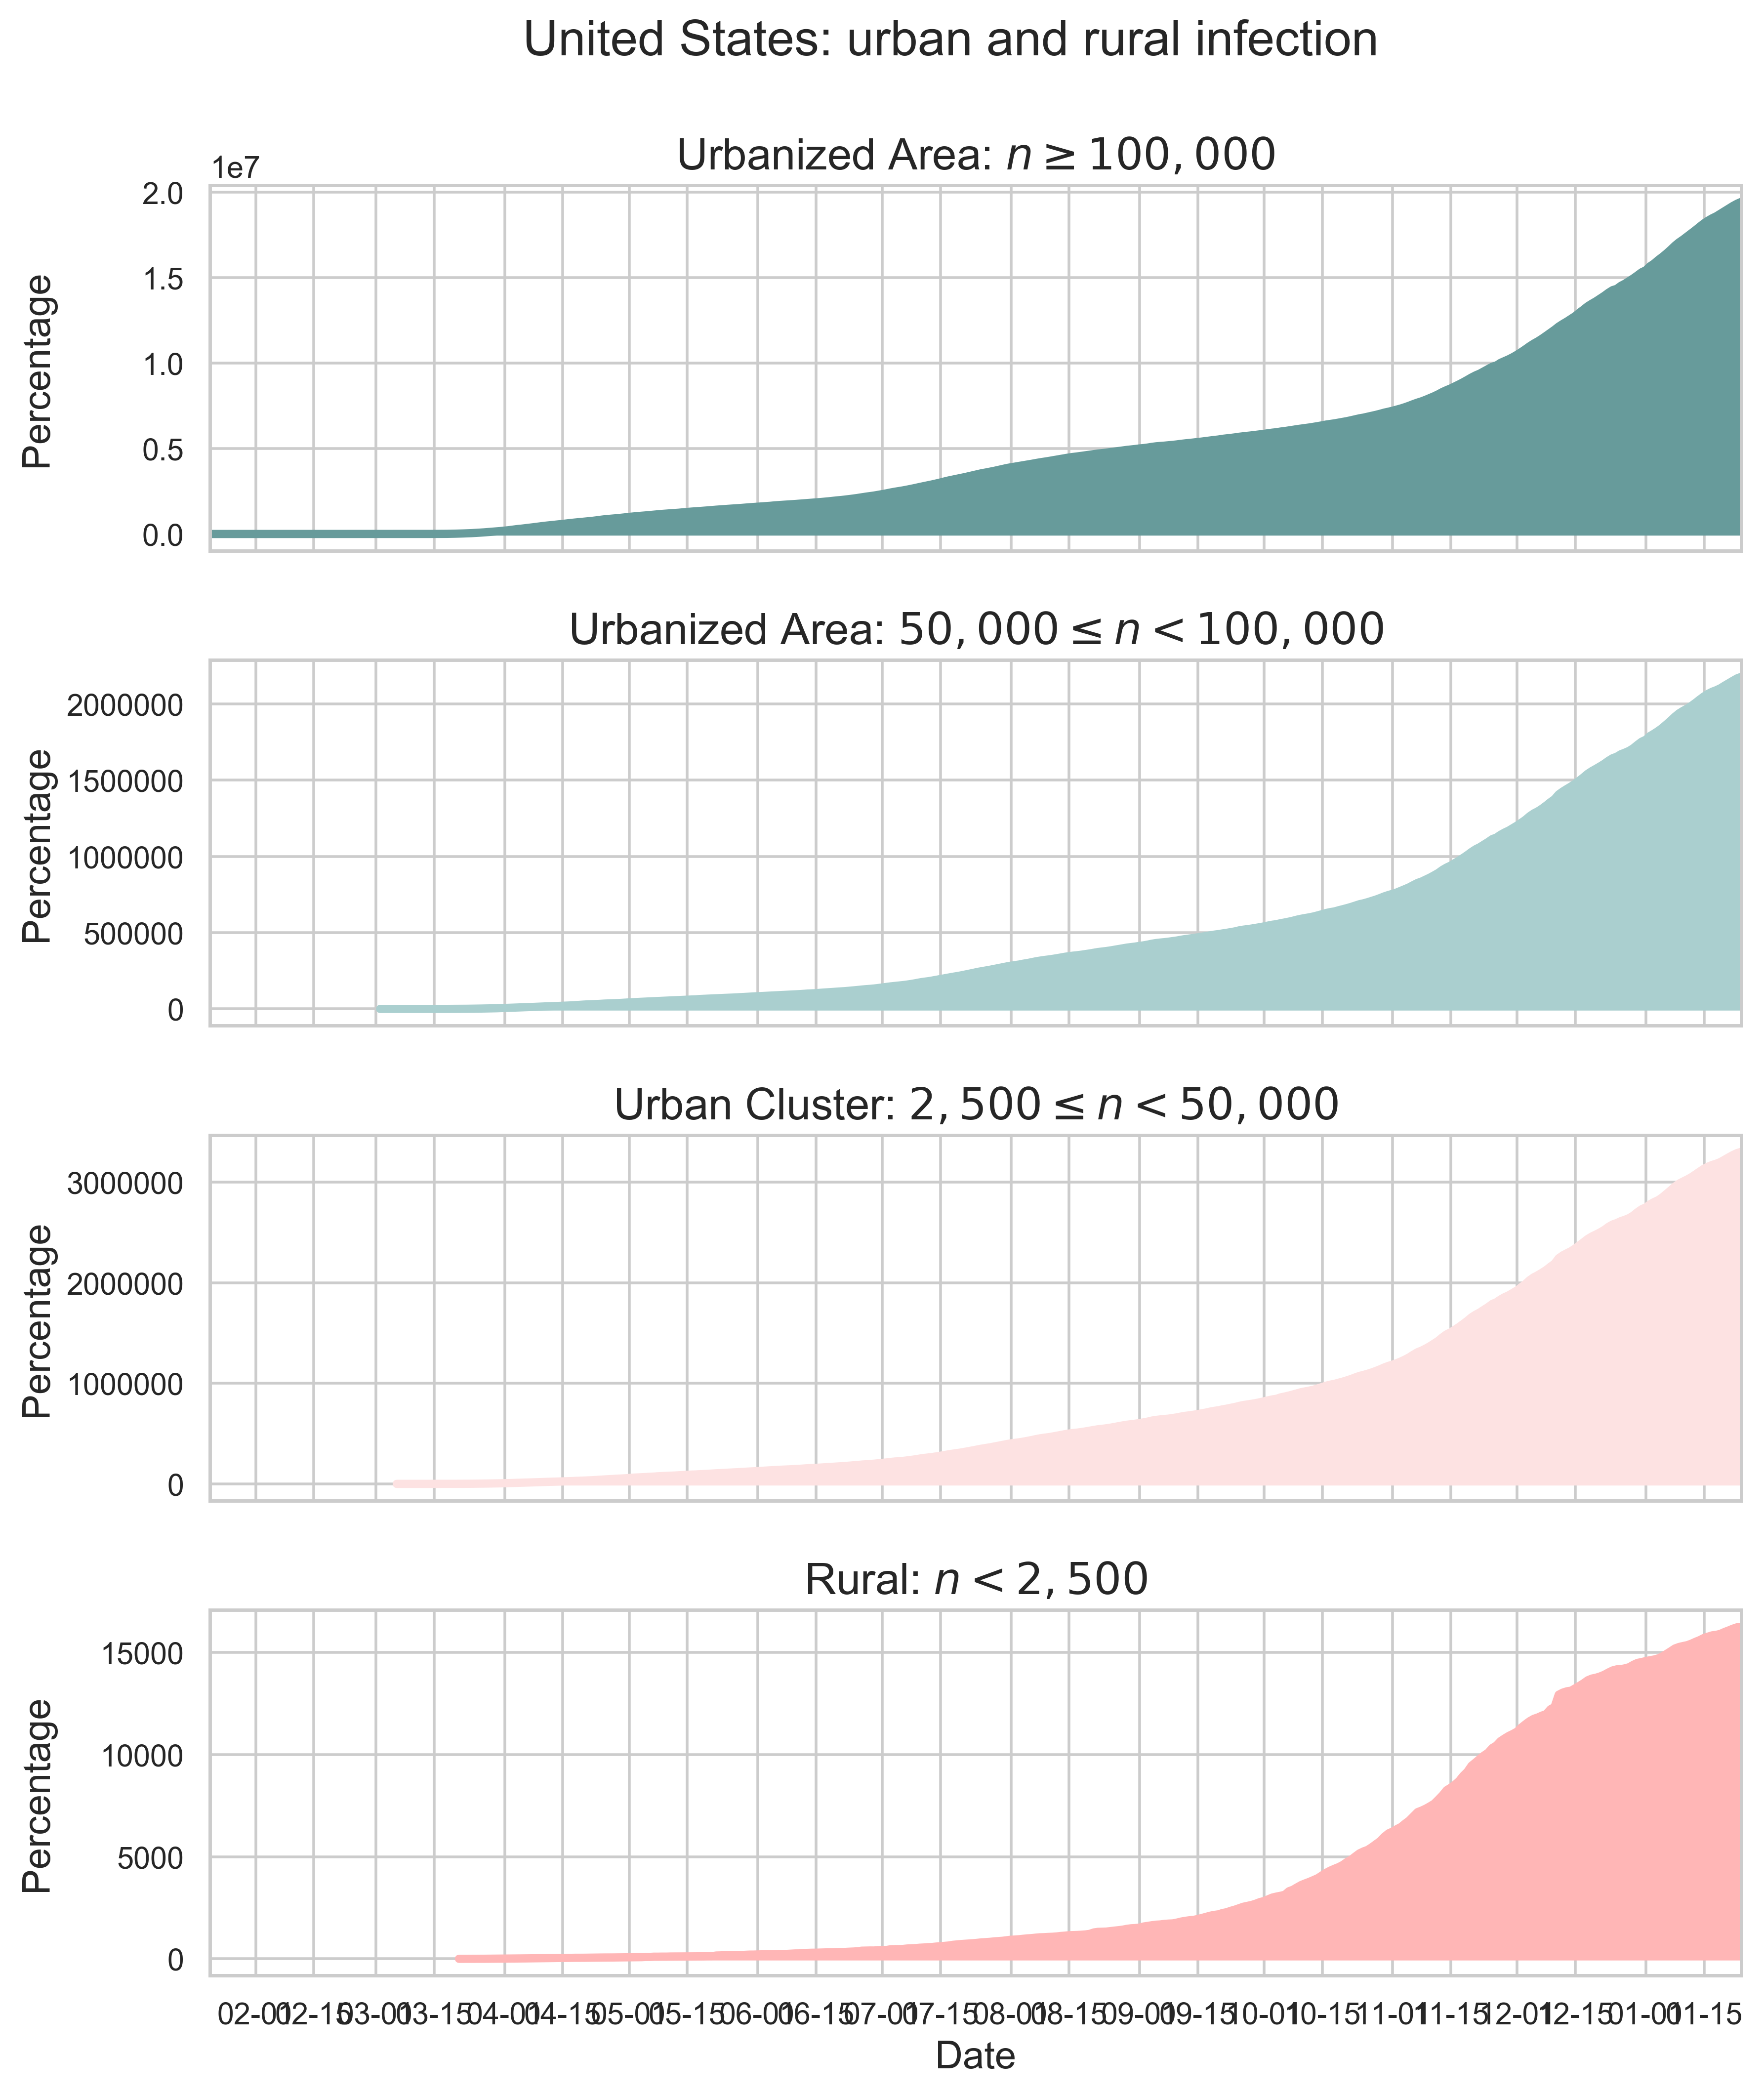 United States: urban and rural infection
Urbanized Area: n ≥ 100,000
1e7
2.0
1.5
1.0
0.5
0.0
Percentage
Urbanized Area: 50,000 ≤ n < 100,000
2000000
1500000
1000000
500000
0
Percentage
Urban Cluster: 2,500 ≤ n < 50,000
3000000
2000000
1000000
0
Percentage
Rural: n < 2,500
15000
10000
5000
0
Percentage
02-01 02-15 03-01 03-15 04-01 04-15 05-01 05-15 06-01 06-15 07-01 07-15 08-01 08-15 09-01 09-15 10-01 10-15 11-01 11-15 12-01 12-15 01-01 01-15
Date